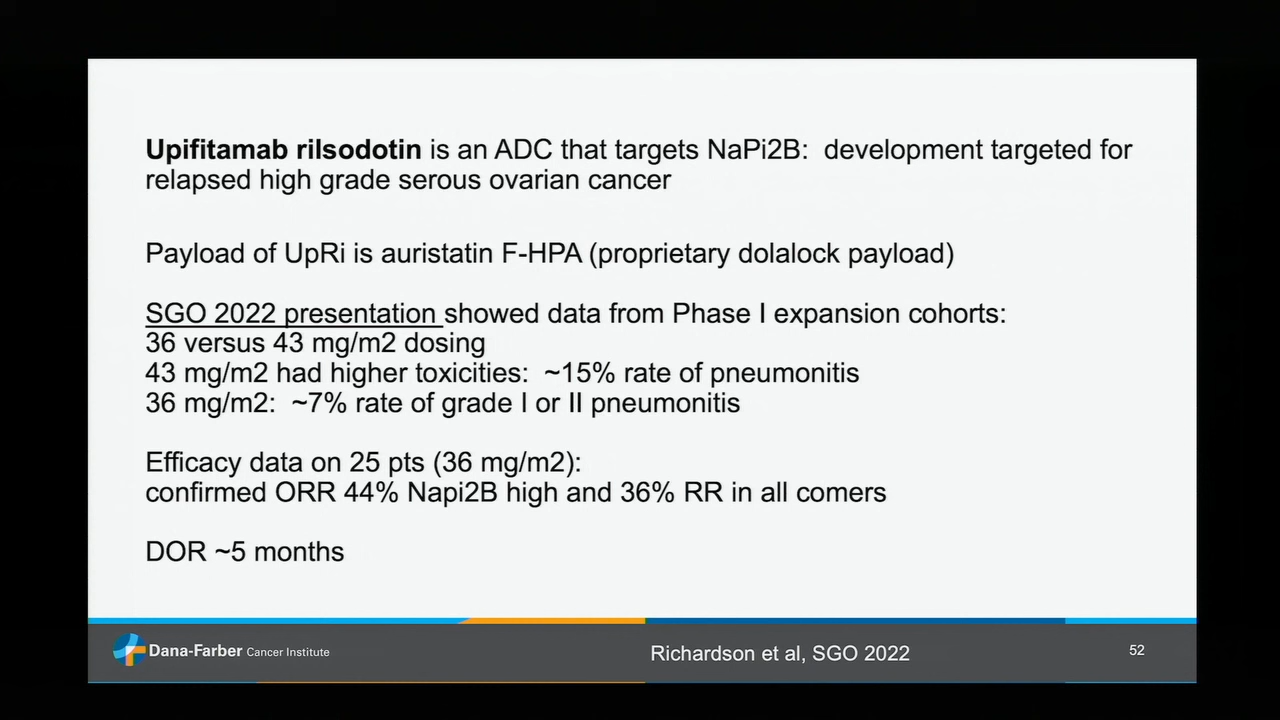 Upifitamab rilsodotin is an ADC that targets NaPi2B: development targeted for
relapsed high grade serous ovarian cancer
Payload of UpRi is auristatin F-HPA (proprietary dolalock payload)
SGO 2022 presentation showed data from Phase I expansion cohorts:
36 versus 43 mg/m2 dosing
43 mg/m2 had higher toxicities: ~15% rate of pneumonitis
36 mg/m2: ~7% rate of grade I or II pneumonitis
Efficacy data on 25 pts (36 mg/m2):
confirmed ORR 44% Napi2B high and 36% RR in all comers
DOR ~5 months
Dana-Farber Cancer Institute
Richardson et al, SGO 2022
52